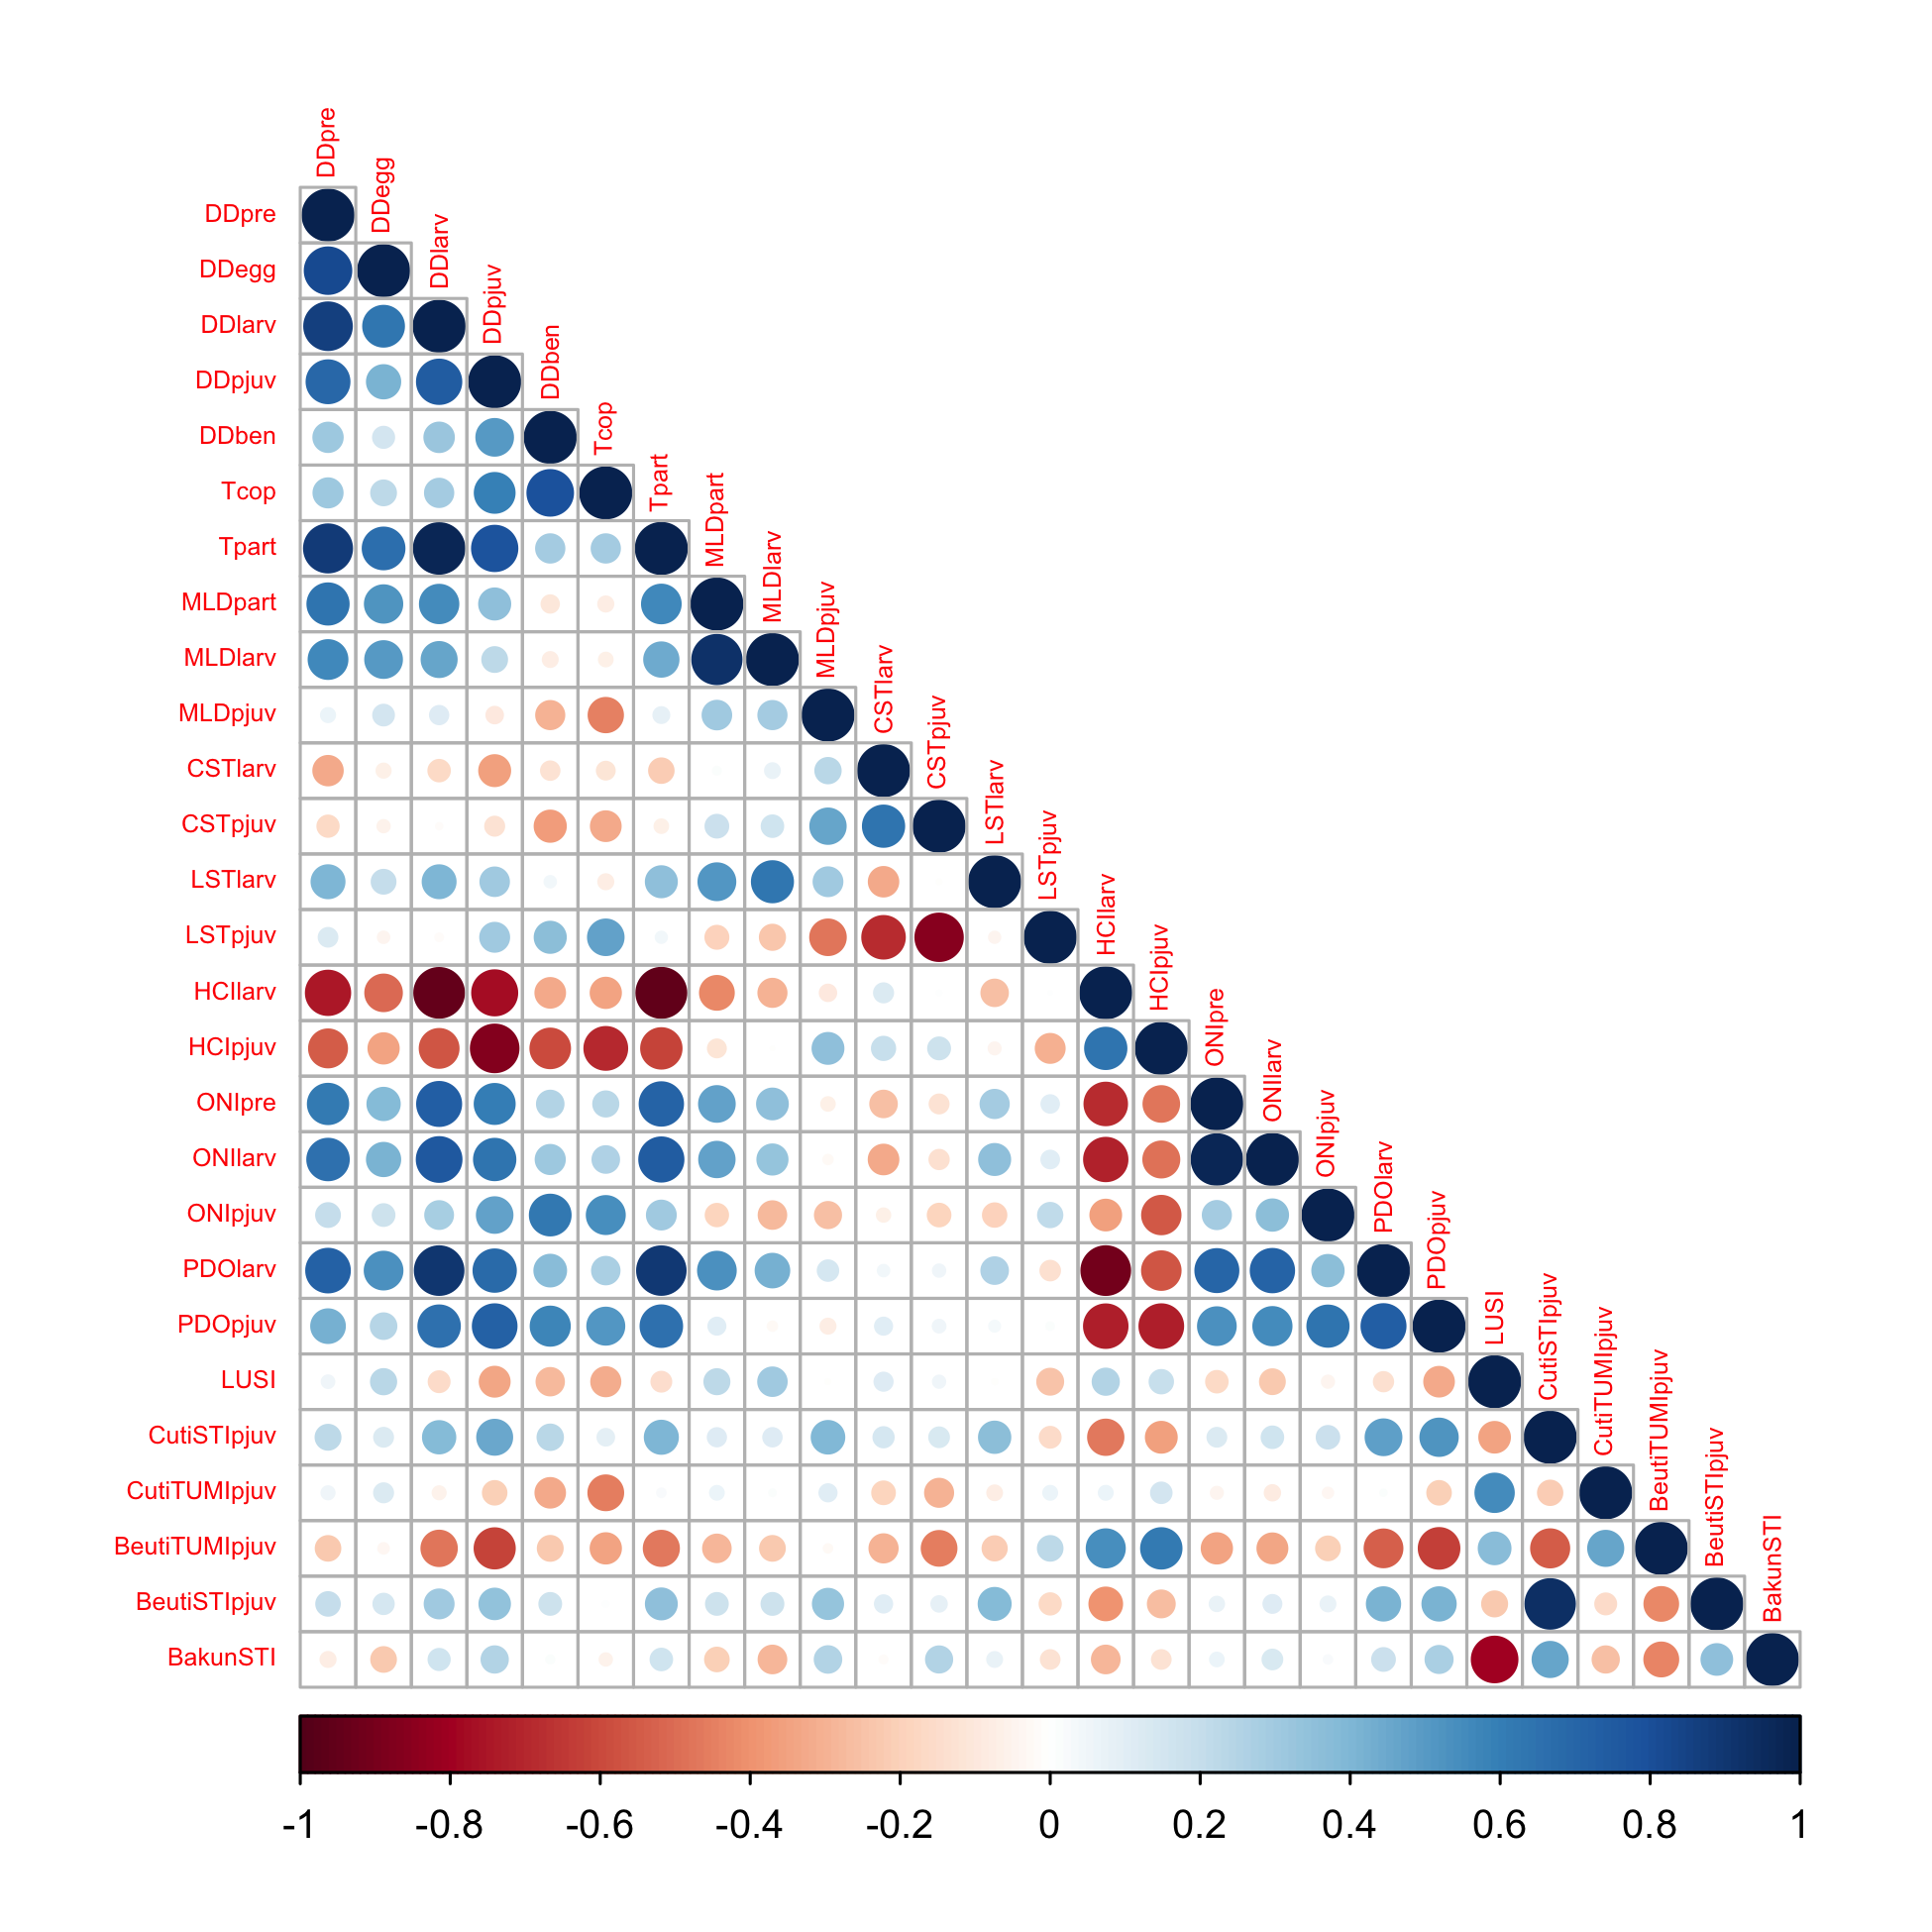 DDpre
DDegg
DDlarv
DDpjuv
DDben
Tcop
Tpart
MLDpart
MLDlarv
MLDpjuv
CSTlarv
CSTpjuv
LSTlarv
LSTpjuv
HCIlarv
HCIpjuv
ONIpre
ONIlarv
ONIpjuv
PDOlarv
PDOpjuv
LUSI
CutiSTIpjuv
CutiTUMIpjuv
BeutiTUMIpjuv
BeutiSTIpjuv
BakunSTI
DDpre
DDegg
DDlarv
DDpjuv
DDben
Tcop
Tpart
MLDpart
MLDlarv
MLDpjuv
CSTlarv
CSTpjuv
LSTlarv
LSTpjuv
HCIlarv
HCIpjuv
ONIpre
ONIlarv
ONIpjuv
PDOlarv
PDOpjuv
LUSI
CutiSTIpjuv
CutiTUMIpjuv
BeutiTUMIpjuv
BeutiSTIpjuv
BakunSTI
-1 -0.8 -0.6 -0.4 -0.2 0 0.2 0.4 0.6 0.8 1